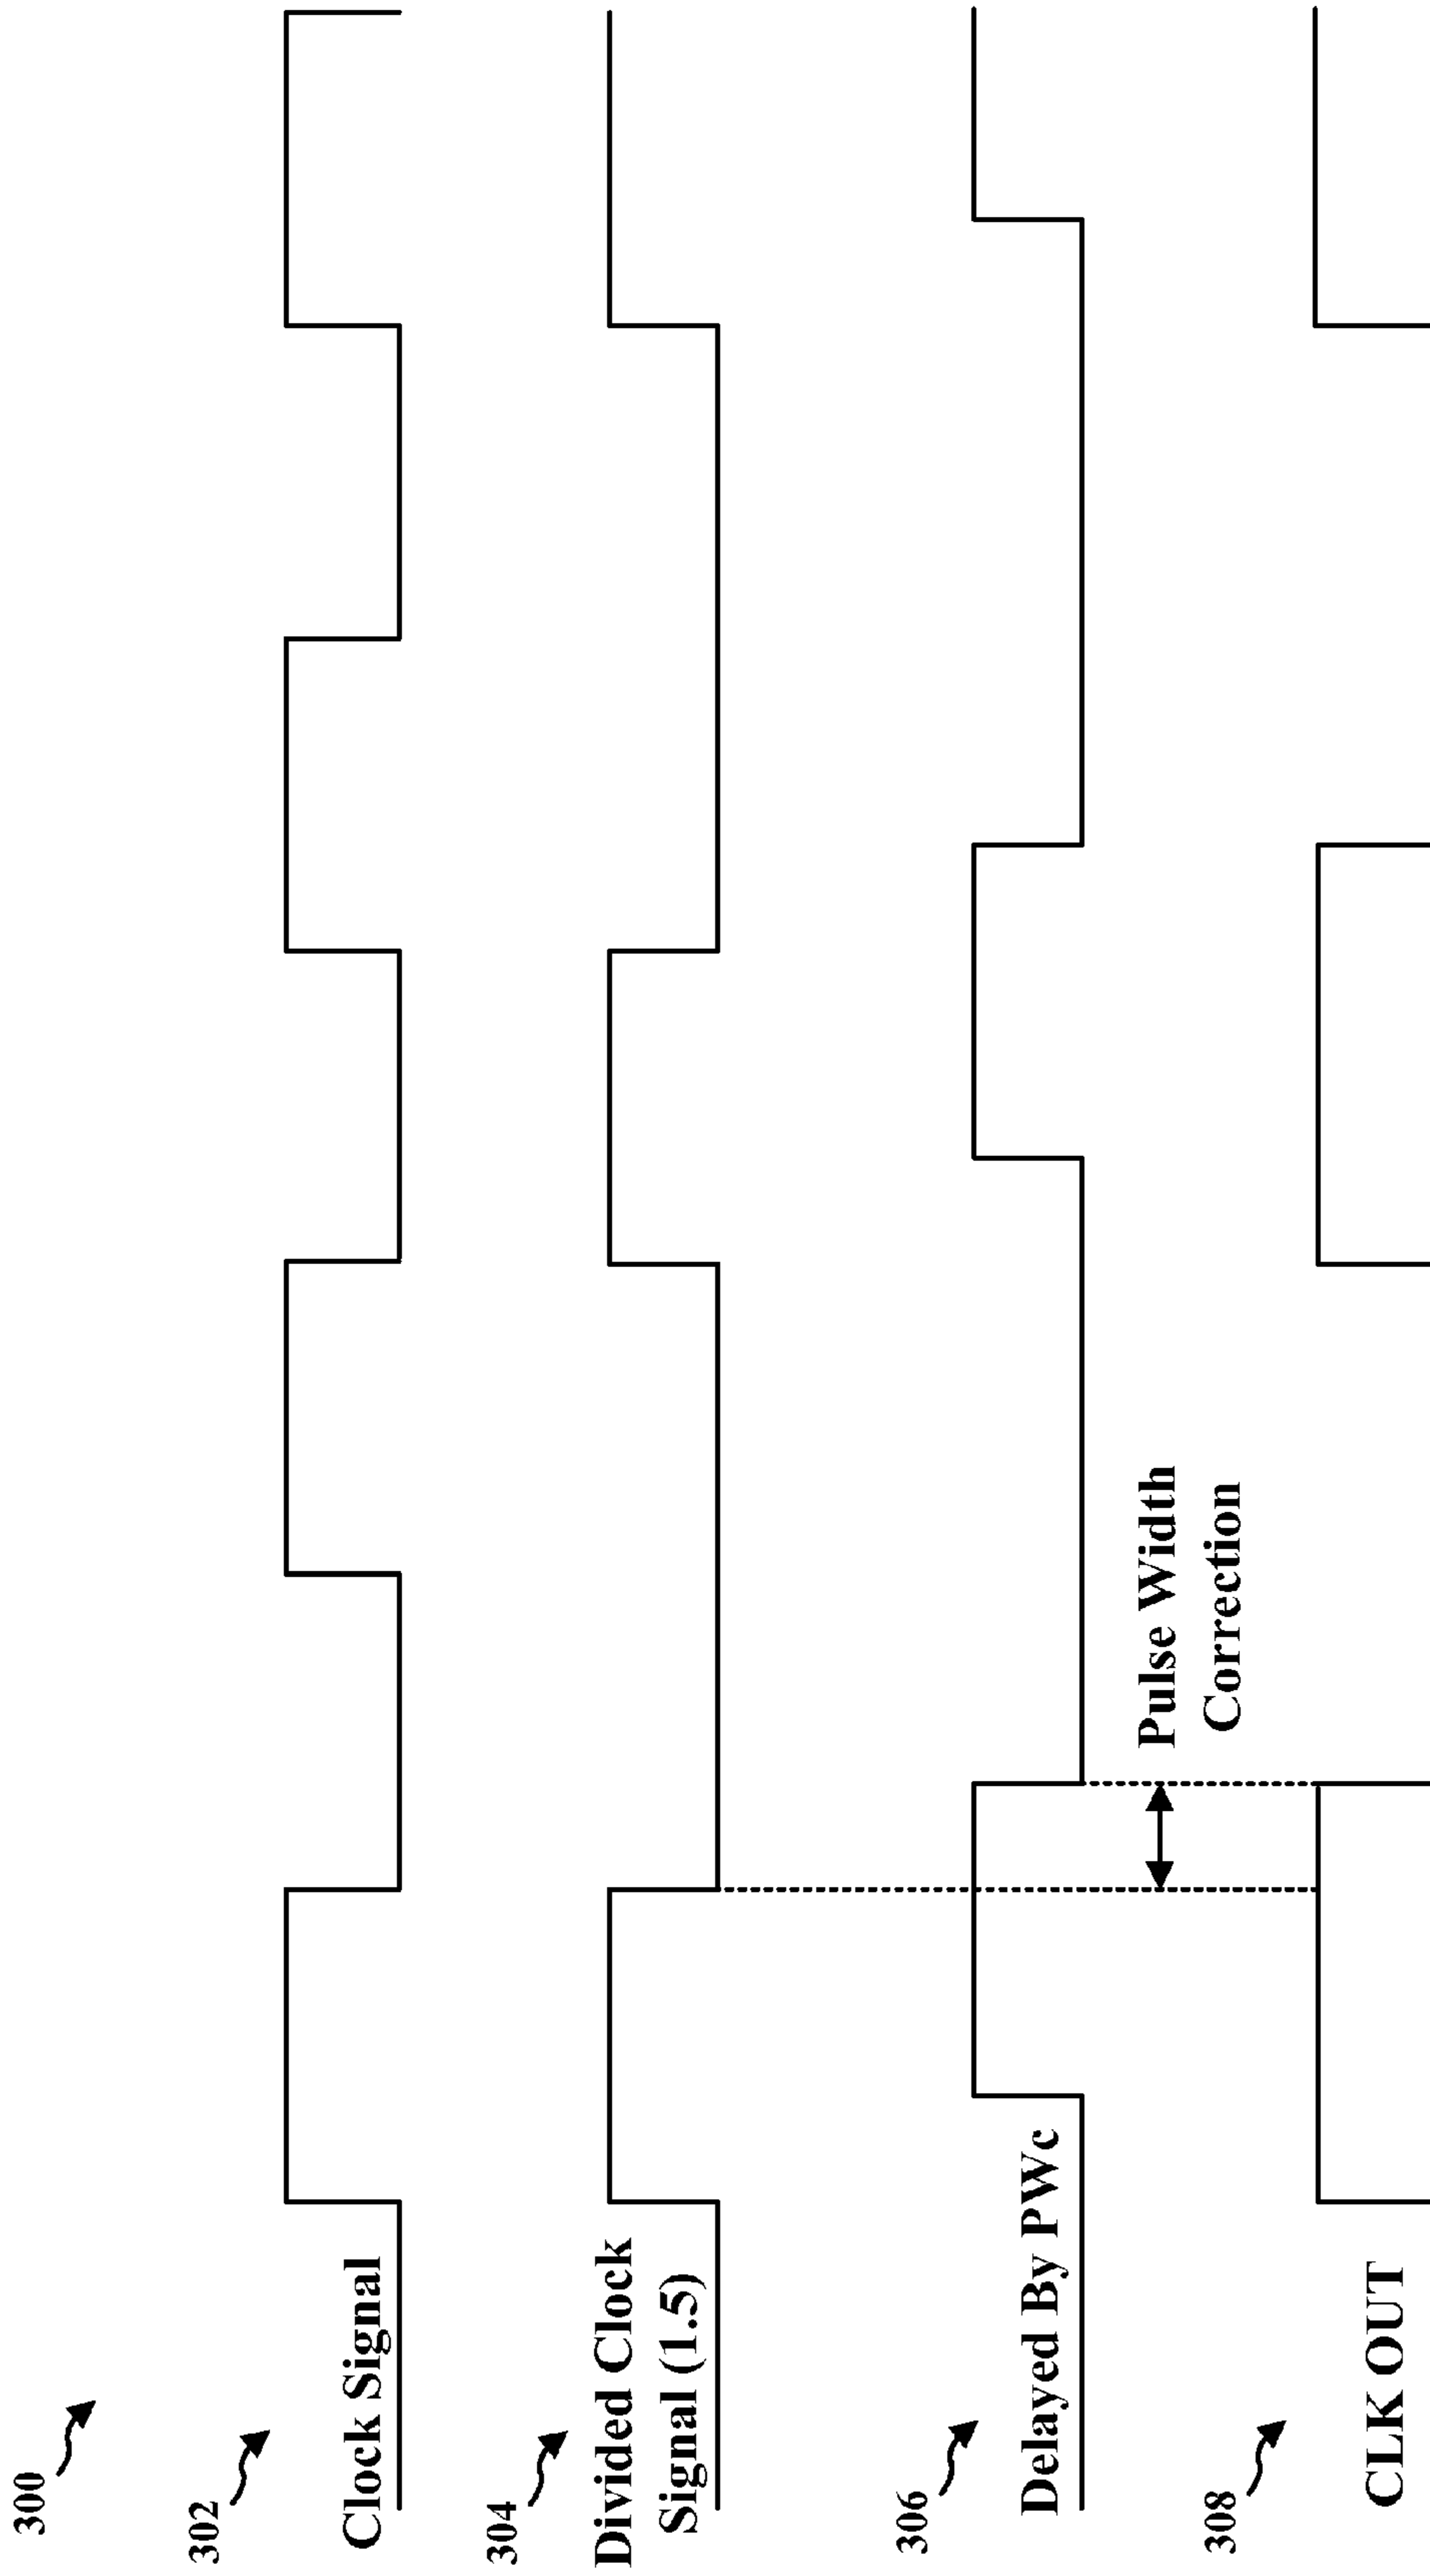 300
302
Clock Signal
304
Divided Clock
Signal (1.5)
306
Delayed By PWc
Pulse Width
Correction
308
CLK OUT